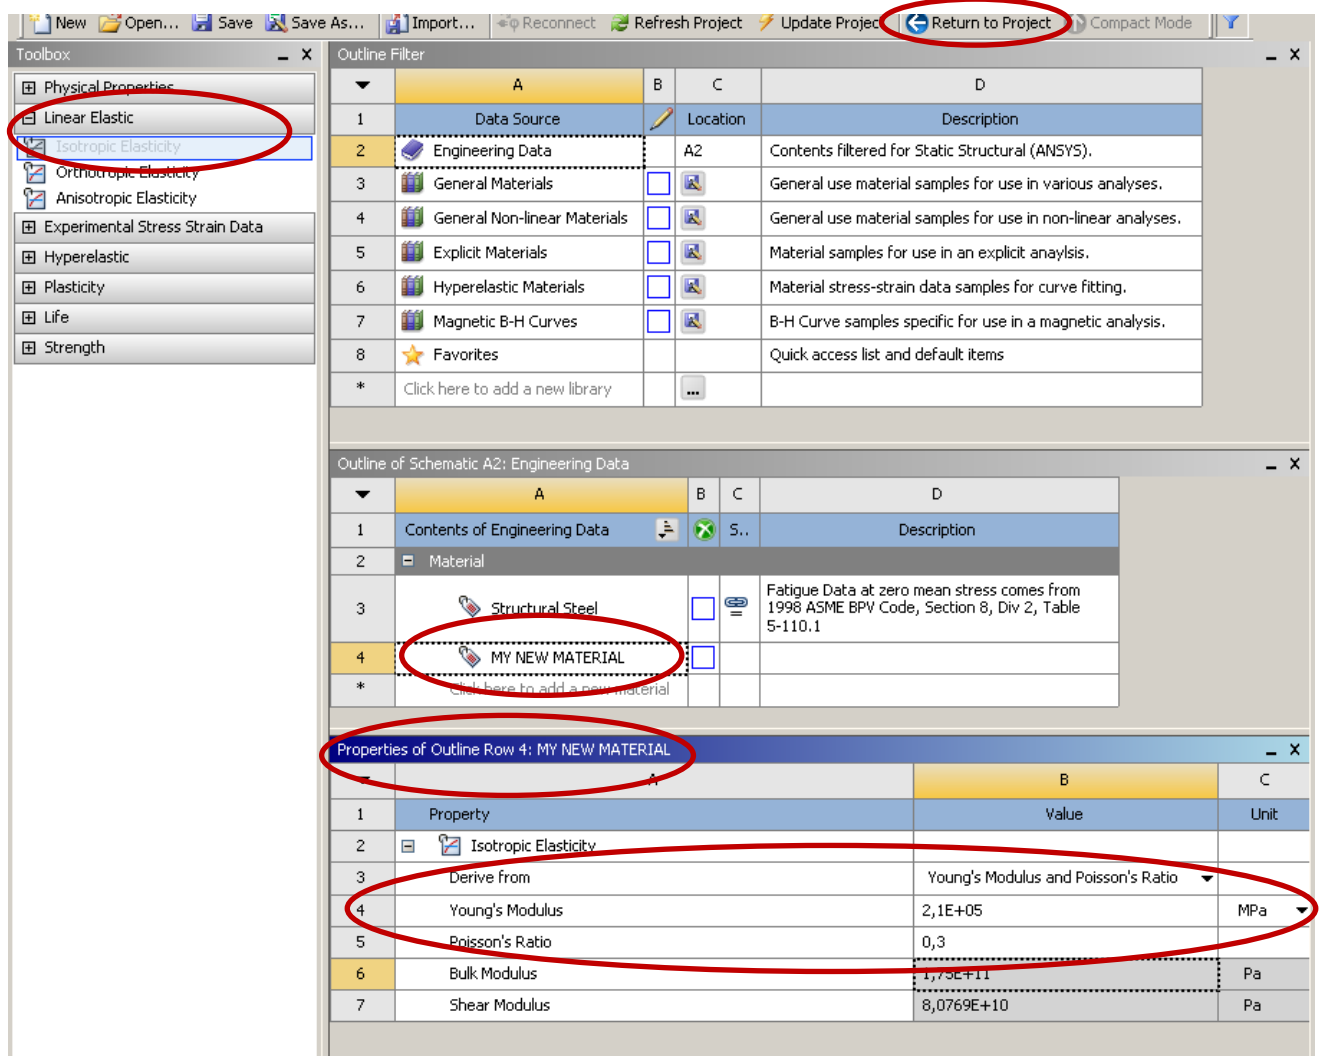 New Open... Save Save As... Import... Reconnect Refresh Project Update Project Return to Project Compact Mode
Toolbox
Physical Properties
Linear Elastic
Isotropic Elasticity
Orthotropic Elasticity
Anisotropic Elasticity
Experimental Stress Strain Data
Hyperelastic
Plasticity
Life
Strength
Outline Filter
A B C D
1 Data Source Location Description
2 Engineering Data A2 Contents filtered for Static Structural (ANSYS).
3 General Materials General use material samples for use in various analyses.
4 General Non-linear Materials General use material samples for use in non-linear analyses.
5 Explicit Materials Material samples for use in an explicit anaylsis.
6 Hyperelastic Materials Material stress-strain data samples for curve fitting.
7 Magnetic B-H Curves B-H Curve samples specific for use in a magnetic analysis.
8 Favorites Quick access list and default items
* Click here to add a new library ...
Outline of Schematic A2: Engineering Data
A B C D
1 Contents of Engineering Data S.. Description
2 Material
3 Structural Steel Fatigue Data at zero mean stress comes from
1998 ASME BPV Code, Section 8, Div 2, Table
5-110.1
4 MY NEW MATERIAL
* Click here to add a new material
Properties of Outline Row 4: MY NEW MATERIAL
A B C
1 Property Value Unit
2 Isotropic Elasticity
3 Derive from Young's Modulus and Poisson's Ratio
4 Young's Modulus 2,1E+05 MPa
5 Poisson's Ratio 0,3
6 Bulk Modulus 1,75E+11 Pa
7 Shear Modulus 8,0769E+10 Pa